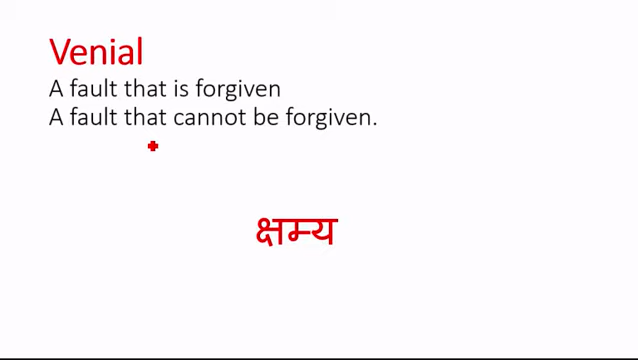 Venial
A fault that is forgiven
A fault that cannot be forgiven.
क्षम्य